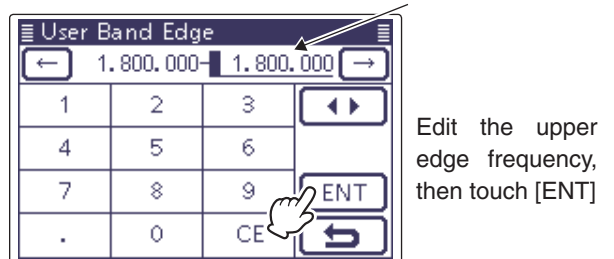 User Band Edge
← 1.800.000- 1.800.000 →
1 2 3 ◀ ▶
4 5 6
7 8 9 ENT
. 0 CE
Edit the upper
edge frequency,
then touch [ENT]